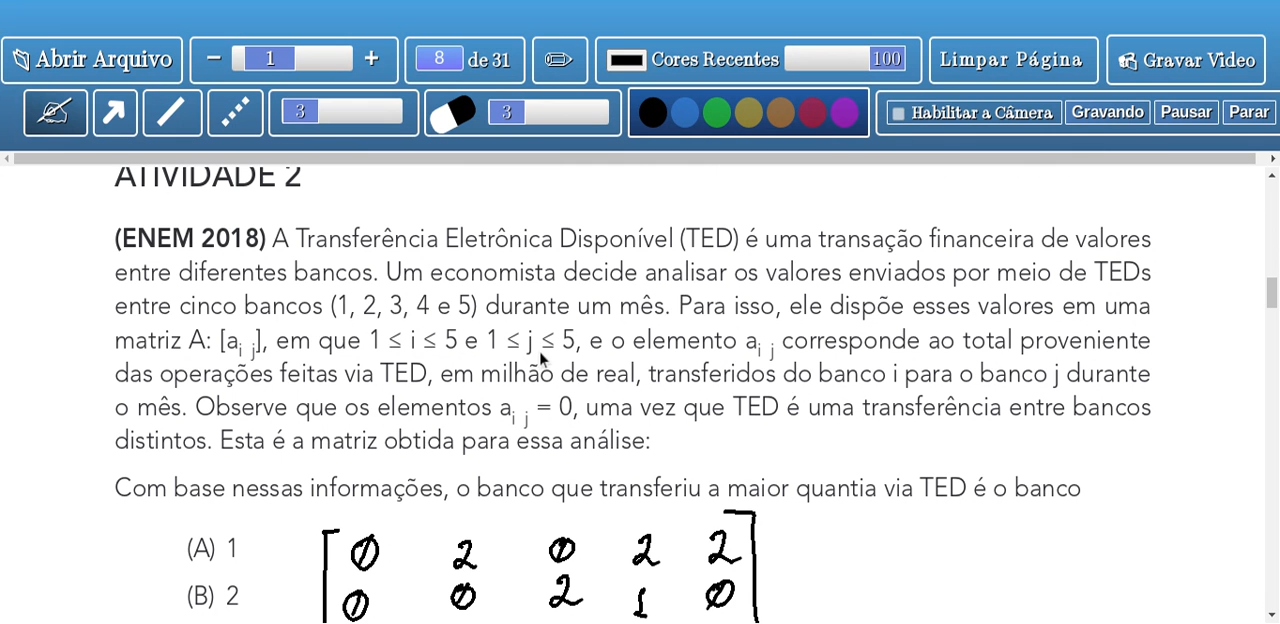 Abrir Arquivo − 1 + 8 de 31 Cores Recentes 100 Limpar Página Gravar Video
3 3 Habilitar a Câmera Gravando Pausar Parar
ATIVIDADE 2
(ENEM 2018) A Transferência Eletrônica Disponível (TED) é uma transação financeira de valores
entre diferentes bancos. Um economista decide analisar os valores enviados por meio de TEDs
entre cinco bancos (1, 2, 3, 4 e 5) durante um mês. Para isso, ele dispõe esses valores em uma
matriz A: [a i j], em que 1 ≤ i ≤ 5 e 1 ≤ j ≤ 5, e o elemento a i j corresponde ao total proveniente
das operações feitas via TED, em milhão de real, transferidos do banco i para o banco j durante
o mês. Observe que os elementos a i j = 0, uma vez que TED é uma transferência entre bancos
distintos. Esta é a matriz obtida para essa análise:
Com base nessas informações, o banco que transferiu a maior quantia via TED é o banco
(A) 1 0 2 0 2 2
(B) 2 0 0 2 1 0